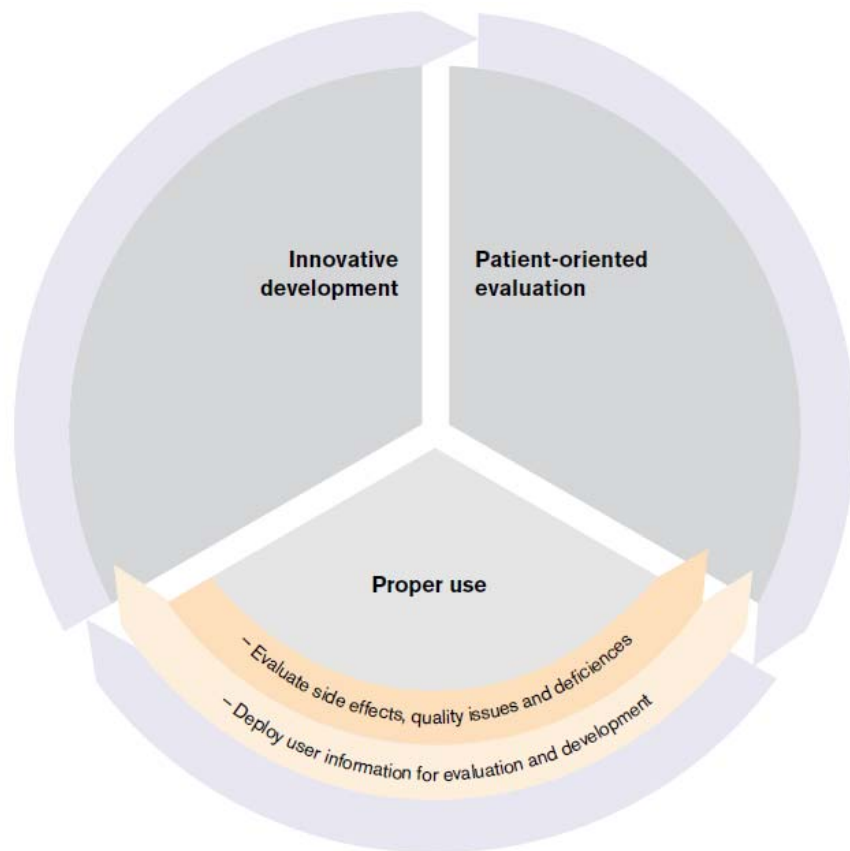 Innovative
development
Patient-oriented
evaluation
Proper use
– Evaluate side effects, quality issues and deficiences
– Deploy user information for evaluation and development